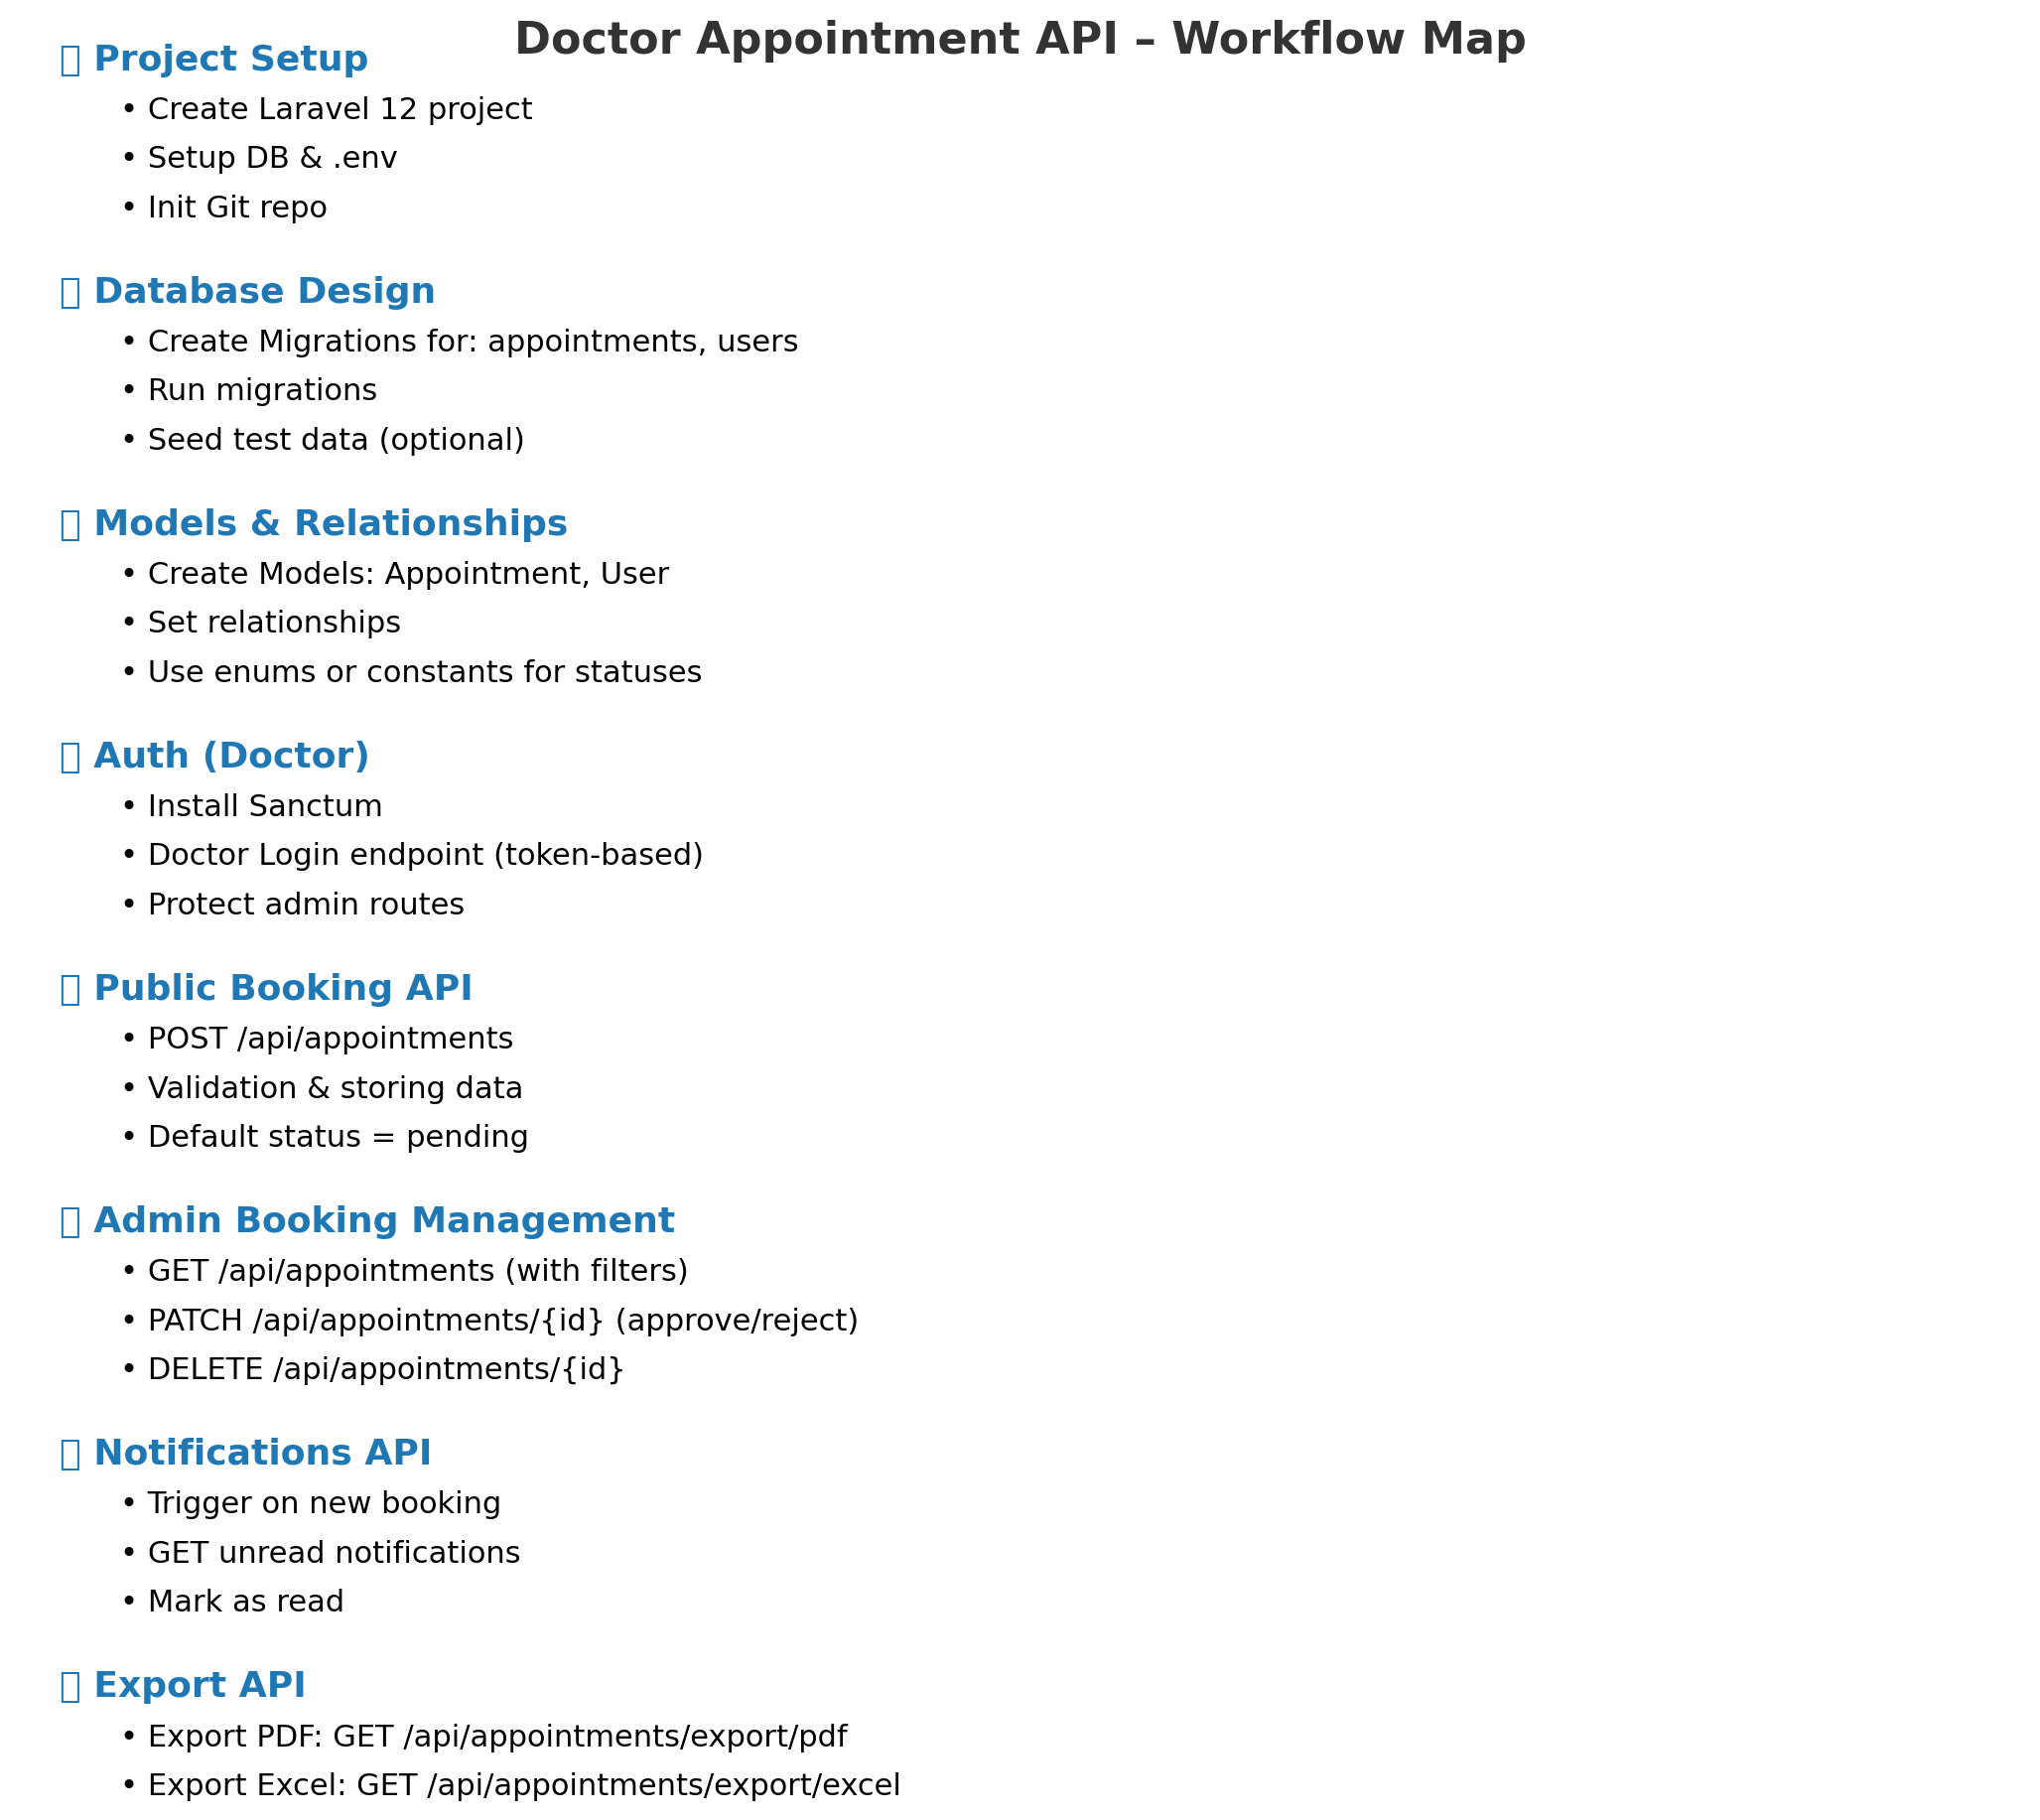 Doctor Appointment API – Workflow Map
Project Setup
• Create Laravel 12 project
• Setup DB & .env
• Init Git repo
Database Design
• Create Migrations for: appointments, users
• Run migrations
• Seed test data (optional)
Models & Relationships
• Create Models: Appointment, User
• Set relationships
• Use enums or constants for statuses
Auth (Doctor)
• Install Sanctum
• Doctor Login endpoint (token-based)
• Protect admin routes
Public Booking API
• POST /api/appointments
• Validation & storing data
• Default status = pending
Admin Booking Management
• GET /api/appointments (with filters)
• PATCH /api/appointments/{id} (approve/reject)
• DELETE /api/appointments/{id}
Notifications API
• Trigger on new booking
• GET unread notifications
• Mark as read
Export API
• Export PDF: GET /api/appointments/export/pdf
• Export Excel: GET /api/appointments/export/excel